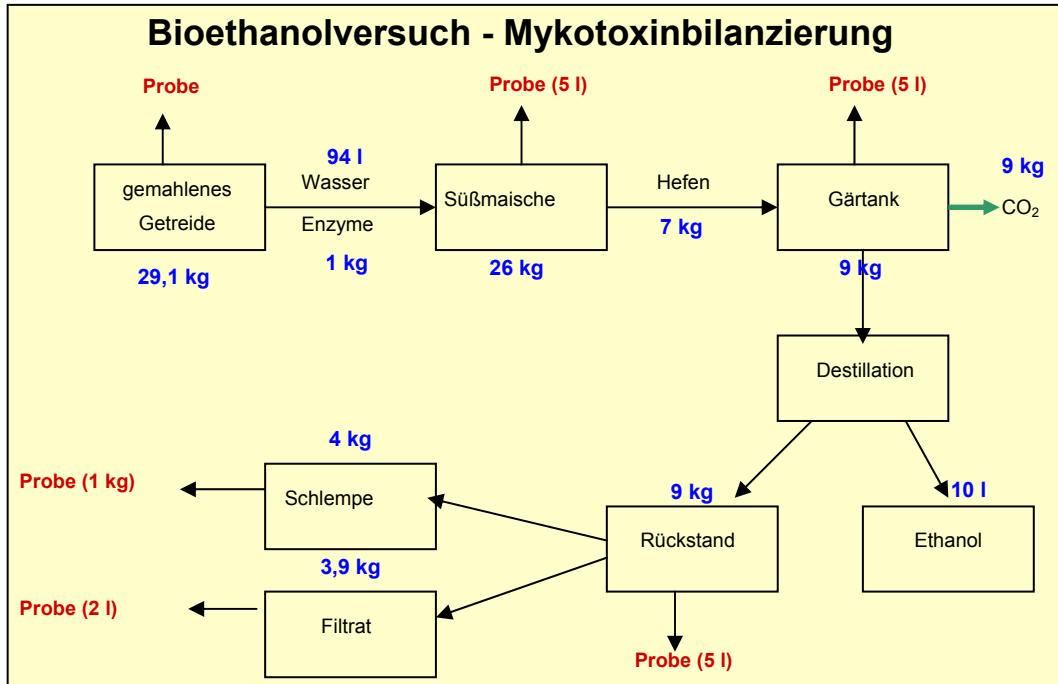 Bioethanolversuch - Mykotoxinbilanzierung
Probe
Probe (5 l)
Probe (5 l)
gemahlenes
Getreide
29,1 kg
94 l
Wasser
Enzyme
1 kg
Süßmaische
26 kg
Hefen
7 kg
Gärtank
9 kg
9 kg
CO₂
Destillation
4 kg
Probe (1 kg)
Schlempe
9 kg
Rückstand
10 l
Ethanol
3,9 kg
Probe (2 l)
Filtrat
Probe (5 l)